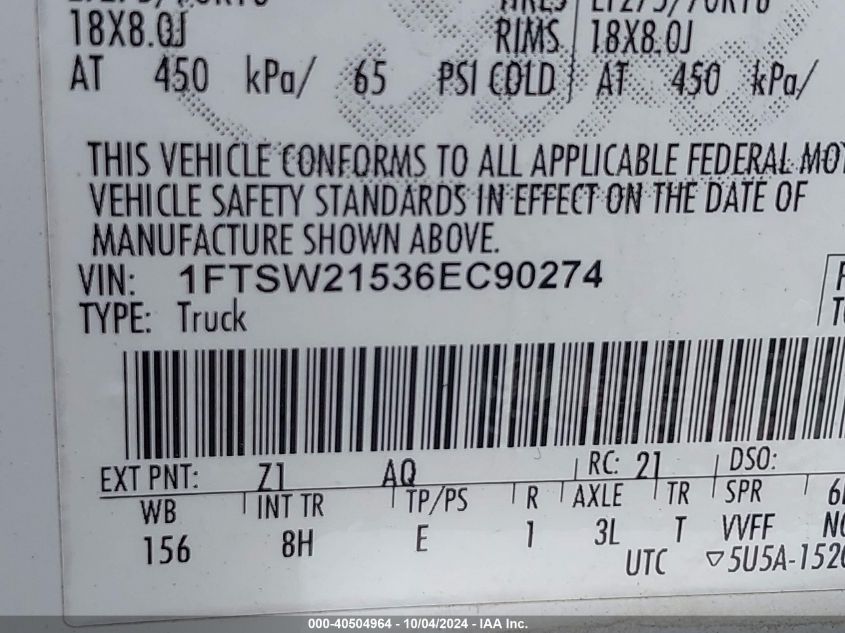 18X8.0J RIMS 18X8.0J
AT 450 kPa/ 65 PSI COLD AT 450 kPa/
THIS VEHICLE CONFORMS TO ALL APPLICABLE FEDERAL MOT
VEHICLE SAFETY STANDARDS IN EFFECT ON THE DATE OF
MANUFACTURE SHOWN ABOVE.
VIN: 1FTSW21536EC90274
TYPE: Truck
EXT PNT: Z1 AQ RC: 21 DSO:
WB INT TR TP/PS R AXLE TR SPR
156 8H E 1 3L T VVFF
UTC ▽5U5A-1520
000-40504964 - 10/04/2024 - IAA Inc.